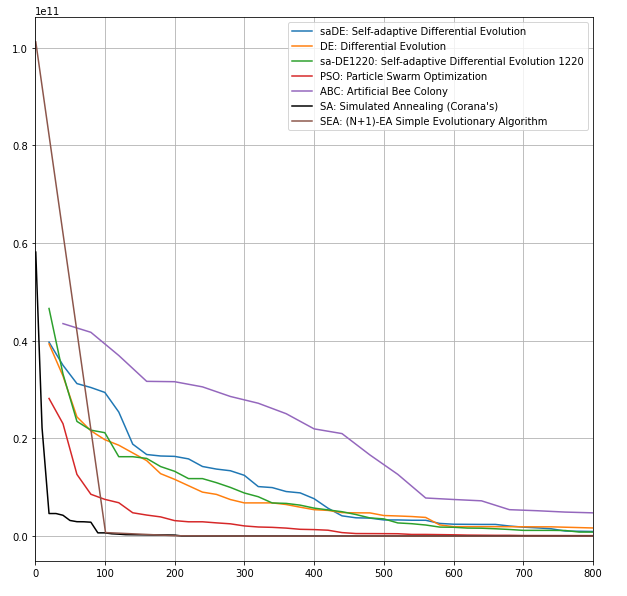 1e11
saDE: Self-adaptive Differential Evolution
DE: Differential Evolution
sa-DE1220: Self-adaptive Differential Evolution 1220
PSO: Particle Swarm Optimization
ABC: Artificial Bee Colony
SA: Simulated Annealing (Corana's)
SEA: (N+1)-EA Simple Evolutionary Algorithm
1.0
0.8
0.6
0.4
0.2
0.0
0 100 200 300 400 500 600 700 800